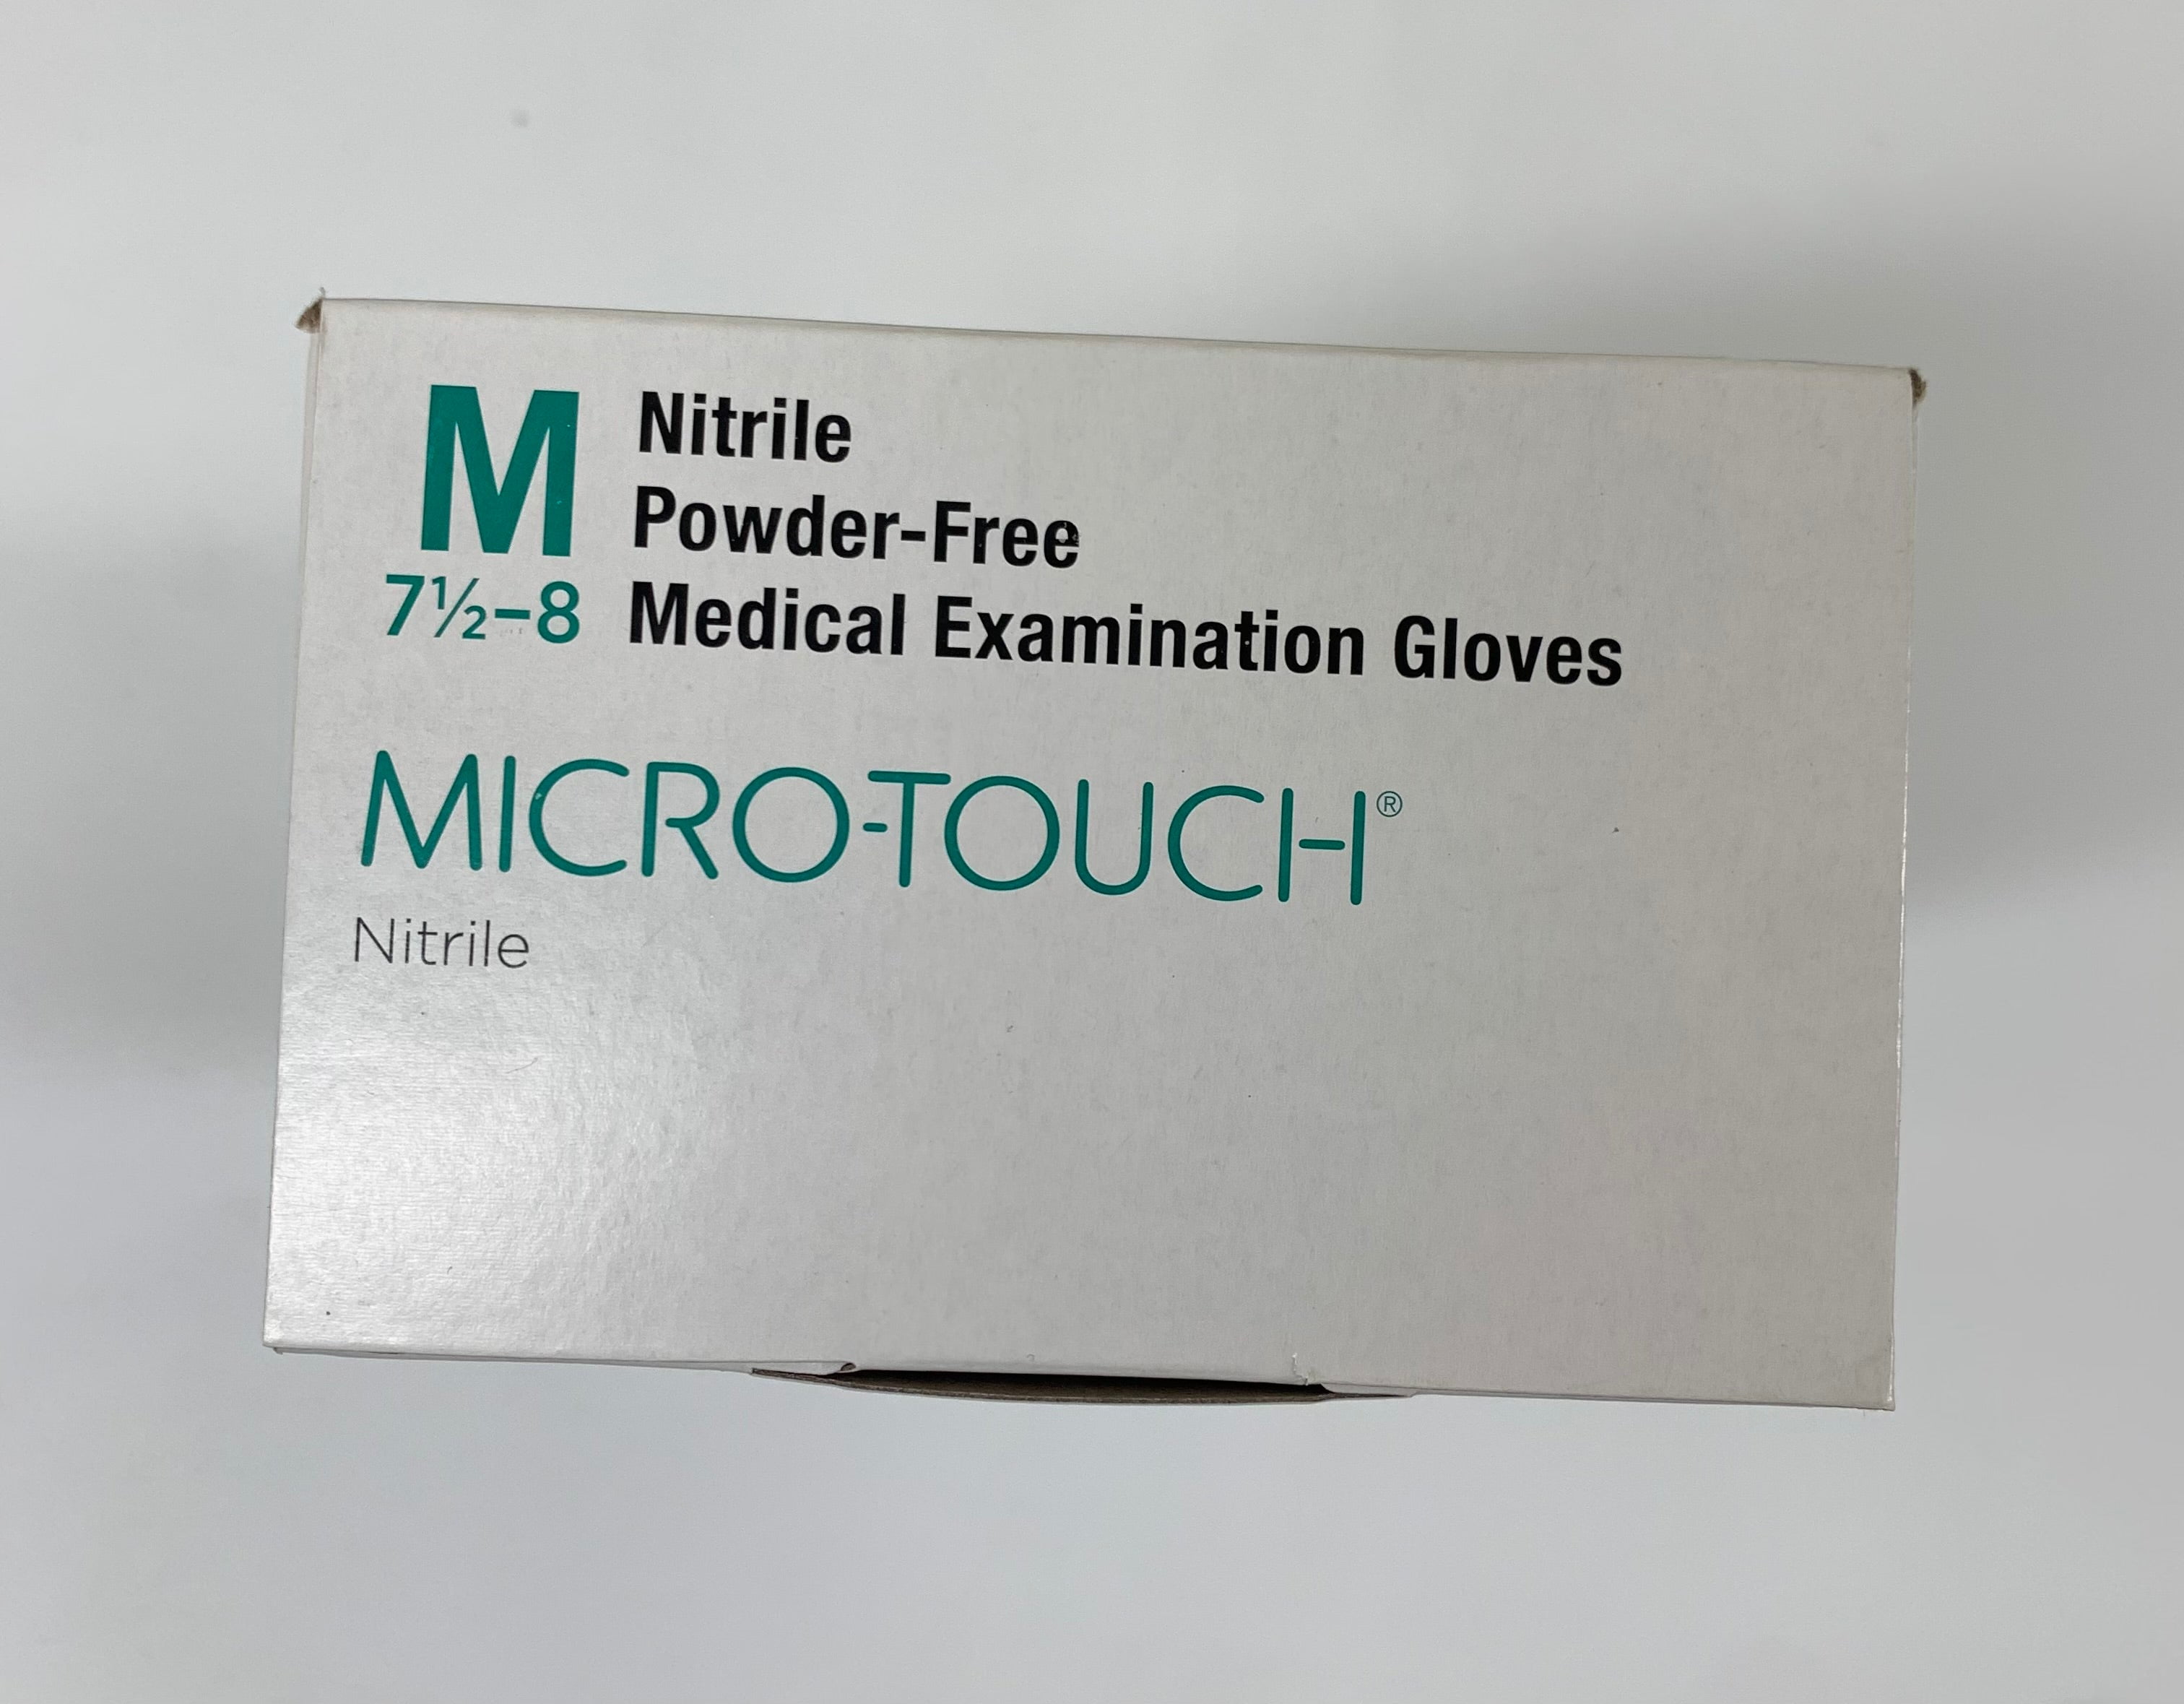 M
7½–8
Nitrile
Powder-Free
Medical Examination Gloves
MICRO-TOUCH®
Nitrile